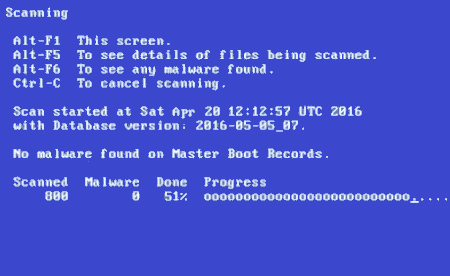 Scanning
Alt-F1 This screen.
Alt-F5 To see details of files being scanned.
Alt-F6 To see any malware found.
Ctrl-C To cancel scanning.
Scan started at Sat Apr 20 12:12:57 UTC 2016
with Database version: 2016-05-05_07.
No malware found on Master Boot Records.
Scanned Malware Done Progress
800 0 51% oooooooooooooooooooooooooo.....